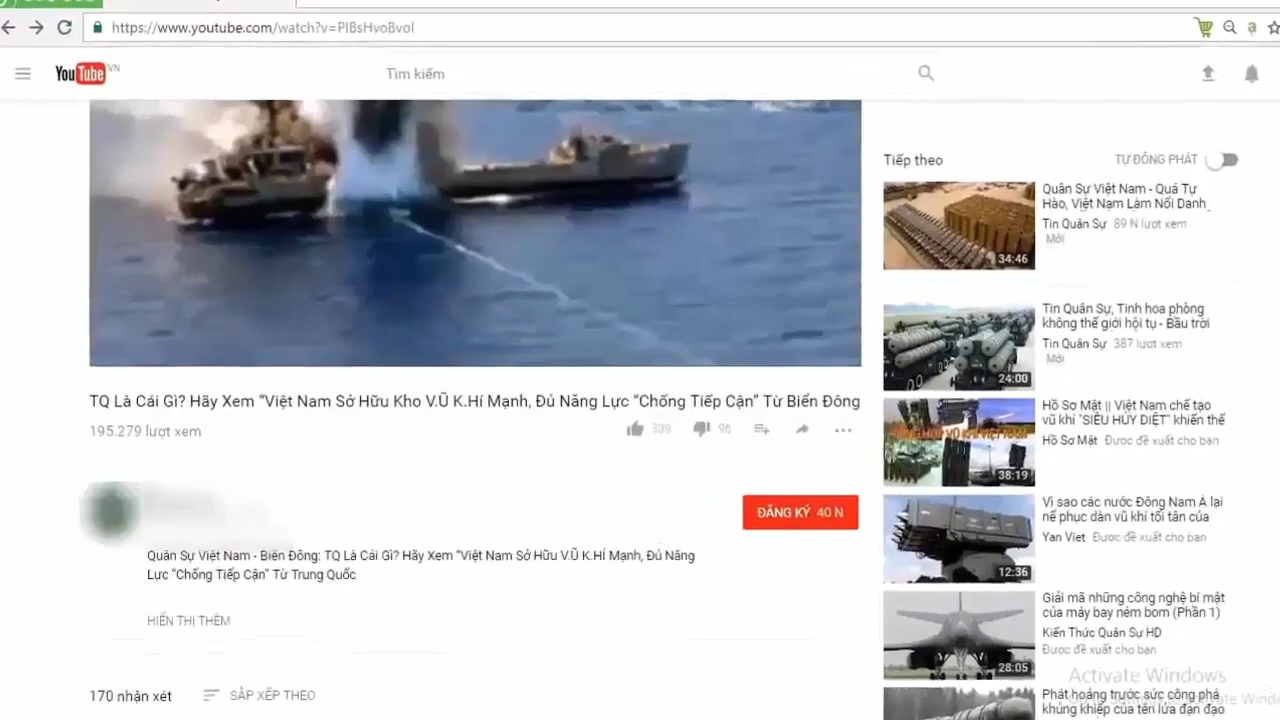 https://www.youtube.com/watch?v=PIBsHvoBvoI
YouTube VN
Tìm kiếm
TQ Là Cái Gì? Hãy Xem "Việt Nam Sở Hữu Kho V.Ũ K.Hí Mạnh, Đủ Năng Lực "Chống Tiếp Cận" Từ Biển Đông
195.279 lượt xem
339
96
ĐĂNG KÝ 40 N
Quân Sự Việt Nam - Biển Đông: TQ Là Cái Gì? Hãy Xem "Việt Nam Sở Hữu V.Ũ K.HÍ Mạnh, Đủ Năng
Lực "Chống Tiếp Cận" Từ Trung Quốc
HIỂN THỊ THÊM
170 nhận xét
SẮP XẾP THEO
Tiếp theo
TỰ ĐỘNG PHÁT
Quân Sự Việt Nam - Quá Tự
Hào, Việt Nam Làm Nổi Danh
Tin Quân Sự 89 N lượt xem
Mới
34:46
Tin Quân Sự, Tinh hoa phòng
không thế giới hội tụ - Bầu trời
Tin Quân Sự 387 lượt xem
Mới
24:00
Hồ Sơ Mật || Việt Nam chế tạo
vũ khí "SIÊU HỦY DIỆT" khiến thế
Hồ Sơ Mật Được đề xuất cho bạn
38:19
Vì sao các nước Đông Nam Á lại
nể phục dàn vũ khí tối tân của
Yan Viet Được đề xuất cho bạn
12:36
Giải mã những công nghệ bí mật
của máy bay ném bom (Phần 1)
Kiến Thức Quân Sự HD
Được đề xuất cho bạn
28:05
Activate Windows
Phát hoảng trước sức công phá
khủng khiếp của tên lửa đạn đạo